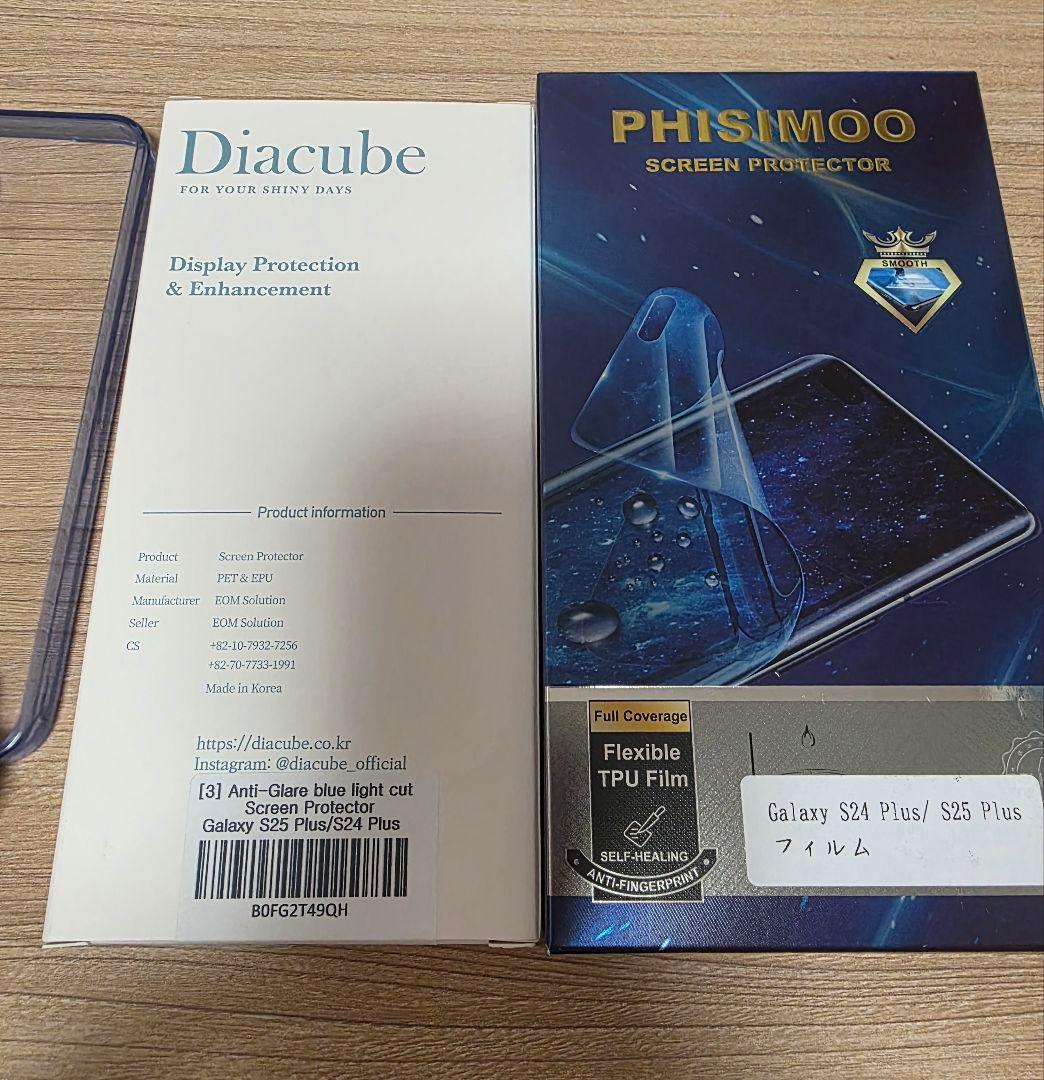 Diacube
FOR YOUR SHINY DAYS
Display Protection
& Enhancement
Product information
Product Screen Protector
Material PET & EPU
Manufacturer EOM Solution
Seller EOM Solution
CS +82-10-7932-7256
+82-70-7733-1991
Made in Korea
https://diacube.co.kr
Instagram: @diacube_official
[3] Anti-Glare blue light cut
Screen Protector
Galaxy S25 Plus/S24 Plus
B0FG2T49QH
PHISIMOO
SCREEN PROTECTOR
SMOOTH
Full Coverage
Flexible
TPU Film
SELF-HEALING
ANTI-FINGERPRINT
Galaxy S24 Plus/ S25 Plus
フィルム